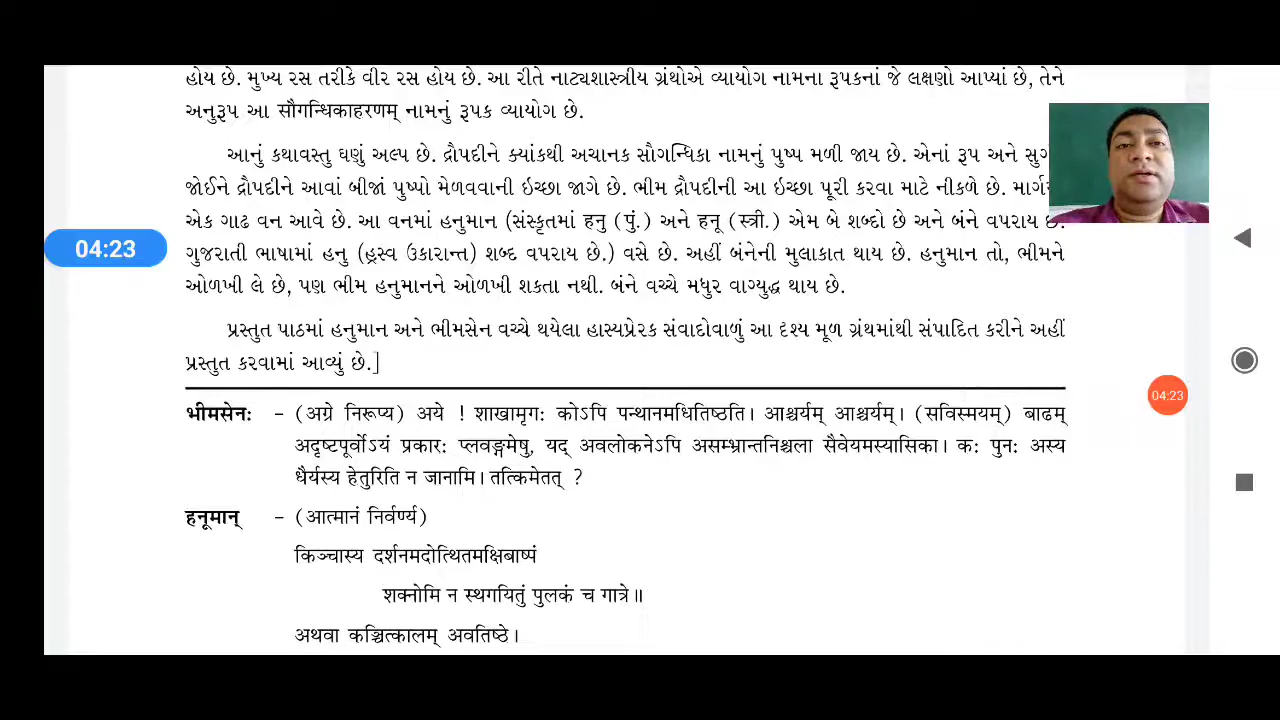 હોય છે. મુખ્ય રસ તરીકે વીર રસ હોય છે. આ રીતે નાટ્યશાસ્ત્રીય ગ્રંથોએ વ્યાયોગ નામના રૂપકનાં જે લક્ષણો આપ્યાં છે, તેને
અનુરૂપ આ સૌગન્ધિકાહરણમ્ નામનું રૂપક વ્યાયોગ છે.
આનું કથાવસ્તુ ઘણું અલ્પ છે. દ્રૌપદીને ક્યાંકથી અચાનક સૌગન્ધિકા નામનું પુષ્પ મળી જાય છે. એનાં રૂપ અને
જોઈને દ્રૌપદીને આવાં બીજાં પુષ્પો મેળવવાની ઇચ્છા જાગે છે. ભીમ દ્રૌપદીની આ ઇચ્છા પૂરી કરવા માટે નીકળે છે.
એક ગાઢ વન આવે છે. આ વનમાં હનુમાન (સંસ્કૃતમાં हनु (पुं.) અને हनू (स्त्री.) એમ બે શબ્દો છે અને બંને વપરાય છે.
04:23 ગુજરાતી ભાષામાં હનુ (હ્રસ્વ ઉકારાન્ત) શબ્દ વપરાય છે.) વસે છે. અહીં બંનેની મુલાકાત થાય છે. હનુમાન તો, ભીમને
ઓળખી લે છે, પણ ભીમ હનુમાનને ઓળખી શકતા નથી. બંને વચ્ચે મધુર વાગ્યુદ્ધ થાય છે.
પ્રસ્તુત પાઠમાં હનુમાન અને ભીમસેન વચ્ચે થયેલા હાસ્યપ્રેરક સંવાદોવાળું આ દૃશ્ય મૂળ ગ્રંથમાંથી સંપાદિત કરીને અહીં
પ્રસ્તુત કરવામાં આવ્યું છે.]
04:23
भीमसेनः – (अग्रे निरूप्य) अये ! शाखामृगः कोऽपि पन्थानमधितिष्ठति। आश्चर्यम् आश्चर्यम्। (सविस्मयम्) बाढम्
अदृष्टपूर्वोऽयं प्रकारः प्लवङ्गमेषु, यद् अवलोकनेऽपि असम्भ्रान्तनिश्चला सैवेयमस्यासिका। कः पुनः अस्य
धैर्यस्य हेतुरिति न जानामि। तत्किमेतत् ?
हनूमान् – (आत्मानं निर्वर्ण्य)
किञ्चास्य दर्शनमदोत्थितमक्षिबाष्पं
शक्नोमि न स्थगयितुं पुलकं च गात्रे॥
अथवा कञ्चित्कालम् अवतिष्ठे।